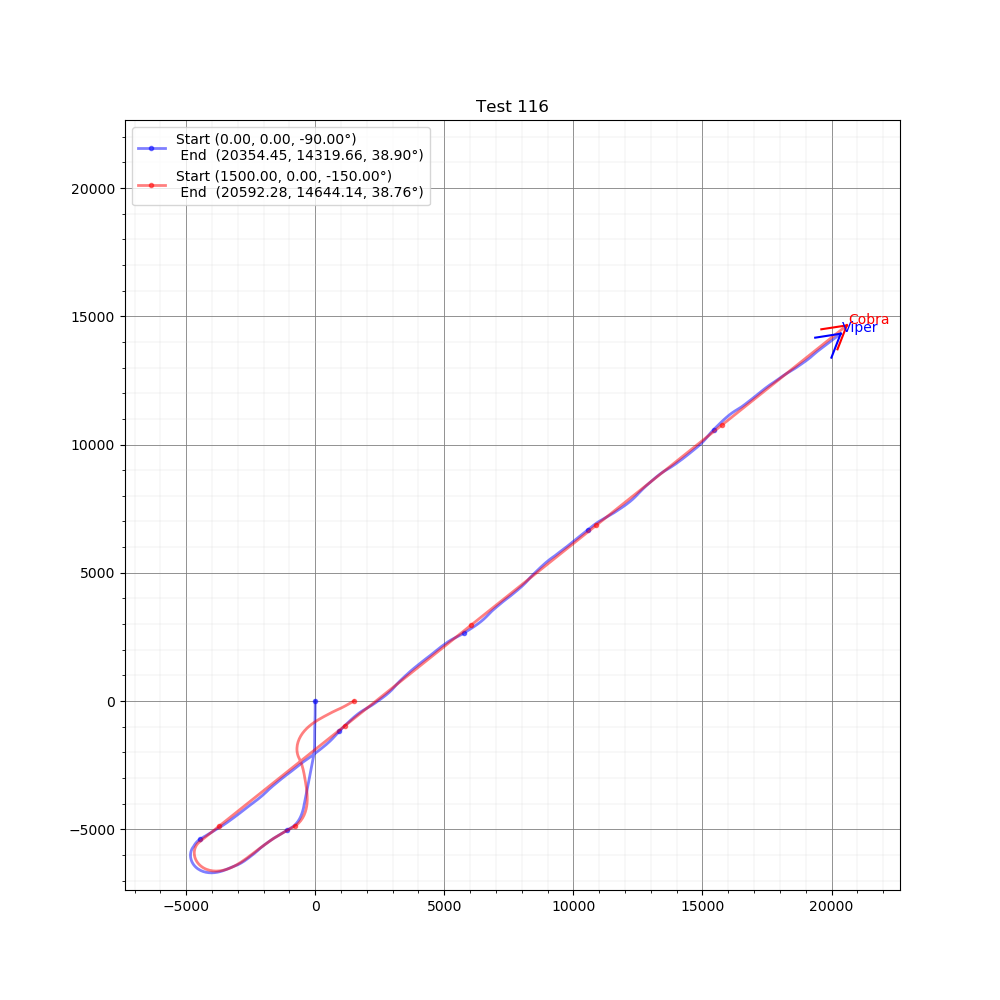 Test 116
Start (0.00, 0.00, -90.00°)
End (20354.45, 14319.66, 38.90°)
Start (1500.00, 0.00, -150.00°)
End (20592.28, 14644.14, 38.76°)
20000
15000
10000
5000
0
−5000
Cobra
Viper
−5000
0
5000
10000
15000
20000